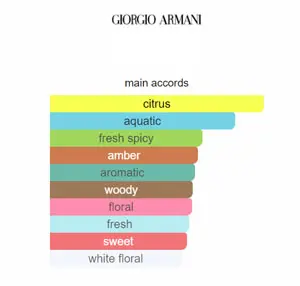 GIORGIO ARMANI
main accords
citrus
aquatic
fresh spicy
amber
aromatic
woody
floral
fresh
sweet
white floral